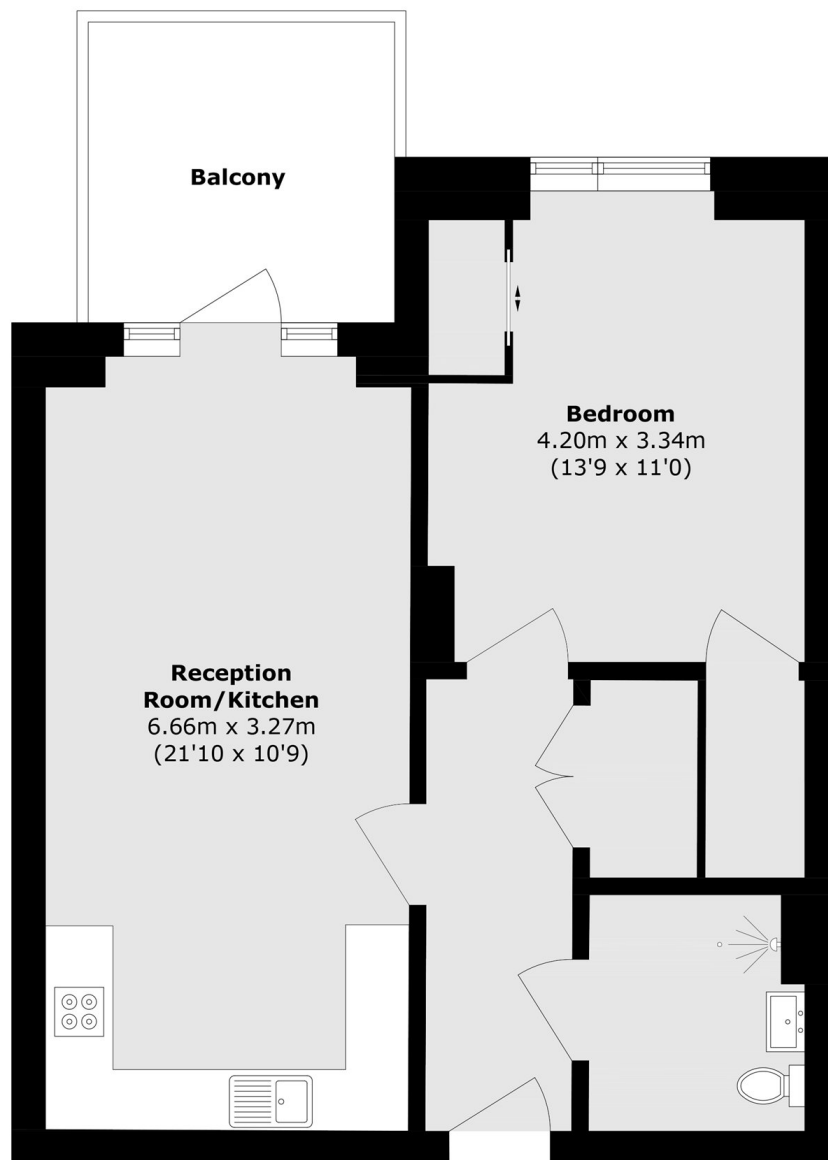 Balcony
Bedroom
4.20m x 3.34m
(13'9 x 11'0)
Reception
Room/Kitchen
6.66m x 3.27m
(21'10 x 10'9)